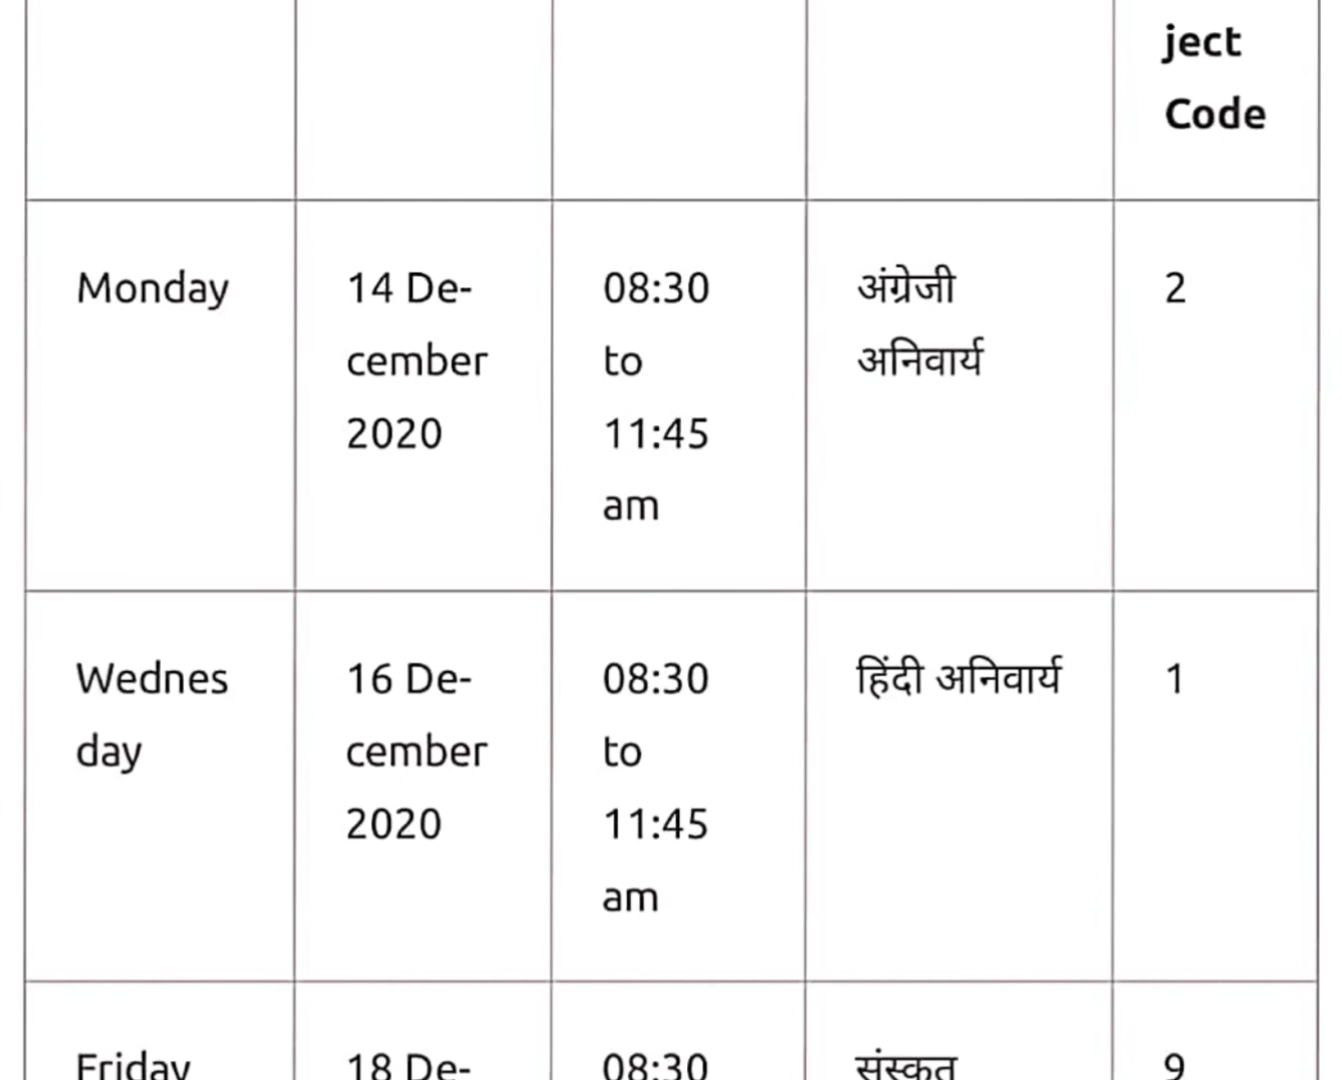 ject
Code
Monday
14 De-
cember
2020
08:30
to
11:45
am
अंग्रेजी
अनिवार्य
2
Wednes
day
16 De-
cember
2020
08:30
to
11:45
am
हिंदी अनिवार्य
1
Friday
18 De-
08:30
संस्कृत
9